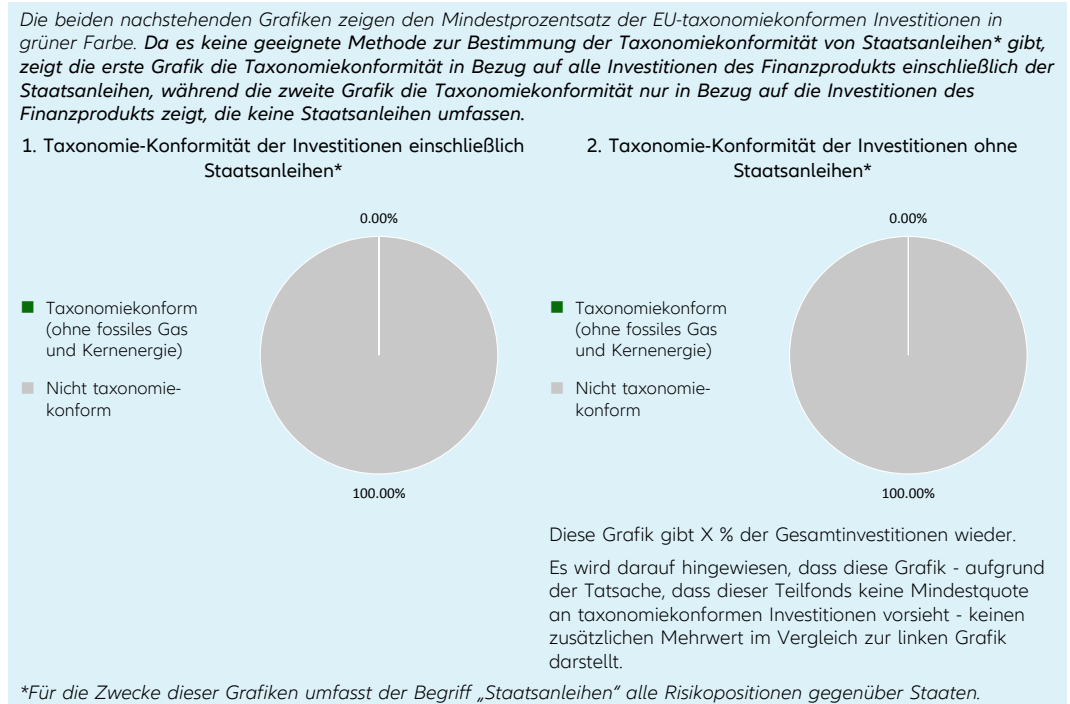 Die beiden nachstehenden Grafiken zeigen den Mindestprozentsatz der EU-taxonomiekonformen Investitionen in
grüner Farbe. Da es keine geeignete Methode zur Bestimmung der Taxonomiekonformität von Staatsanleihen* gibt,
zeigt die erste Grafik die Taxonomiekonformität in Bezug auf alle Investitionen des Finanzprodukts einschließlich der
Staatsanleihen, während die zweite Grafik die Taxonomiekonformität nur in Bezug auf die Investitionen des
Finanzprodukts zeigt, die keine Staatsanleihen umfassen.
1. Taxonomie-Konformität der Investitionen einschließlich
Staatsanleihen*
0.00%
Taxonomiekonform
(ohne fossiles Gas
und Kernenergie)
Nicht taxonomie-
konform
100.00%
2. Taxonomie-Konformität der Investitionen ohne
Staatsanleihen*
0.00%
Taxonomiekonform
(ohne fossiles Gas
und Kernenergie)
Nicht taxonomie-
konform
100.00%
Diese Grafik gibt X % der Gesamtinvestitionen wieder.
Es wird darauf hingewiesen, dass diese Grafik - aufgrund
der Tatsache, dass dieser Teilfonds keine Mindestquote
an taxonomiekonformen Investitionen vorsieht - keinen
zusätzlichen Mehrwert im Vergleich zur linken Grafik
darstellt.
*Für die Zwecke dieser Grafiken umfasst der Begriff „Staatsanleihen“ alle Risikopositionen gegenüber Staaten.